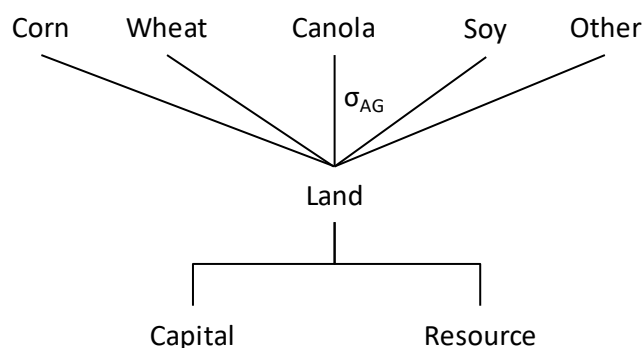 Corn Wheat Canola Soy Other
σAG
Land
Capital Resource